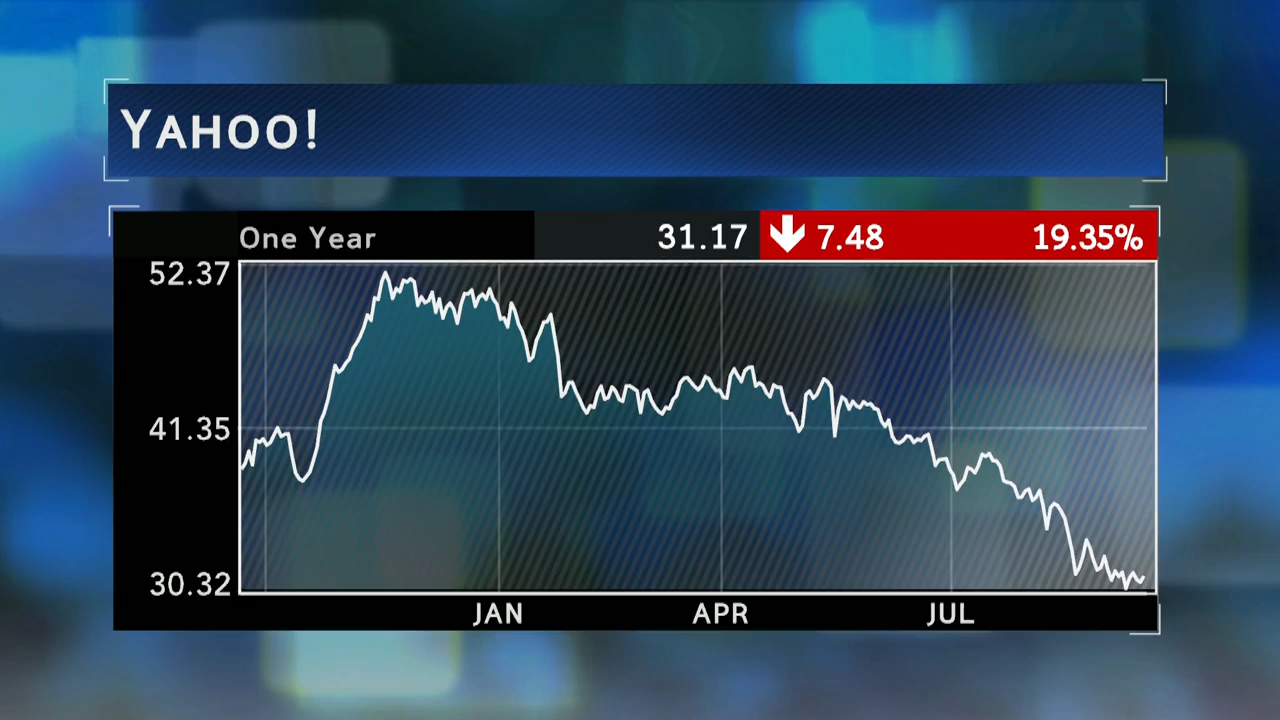 YAHOO!
One Year 31.17 7.48 19.35%
52.37
41.35
30.32
JAN APR JUL